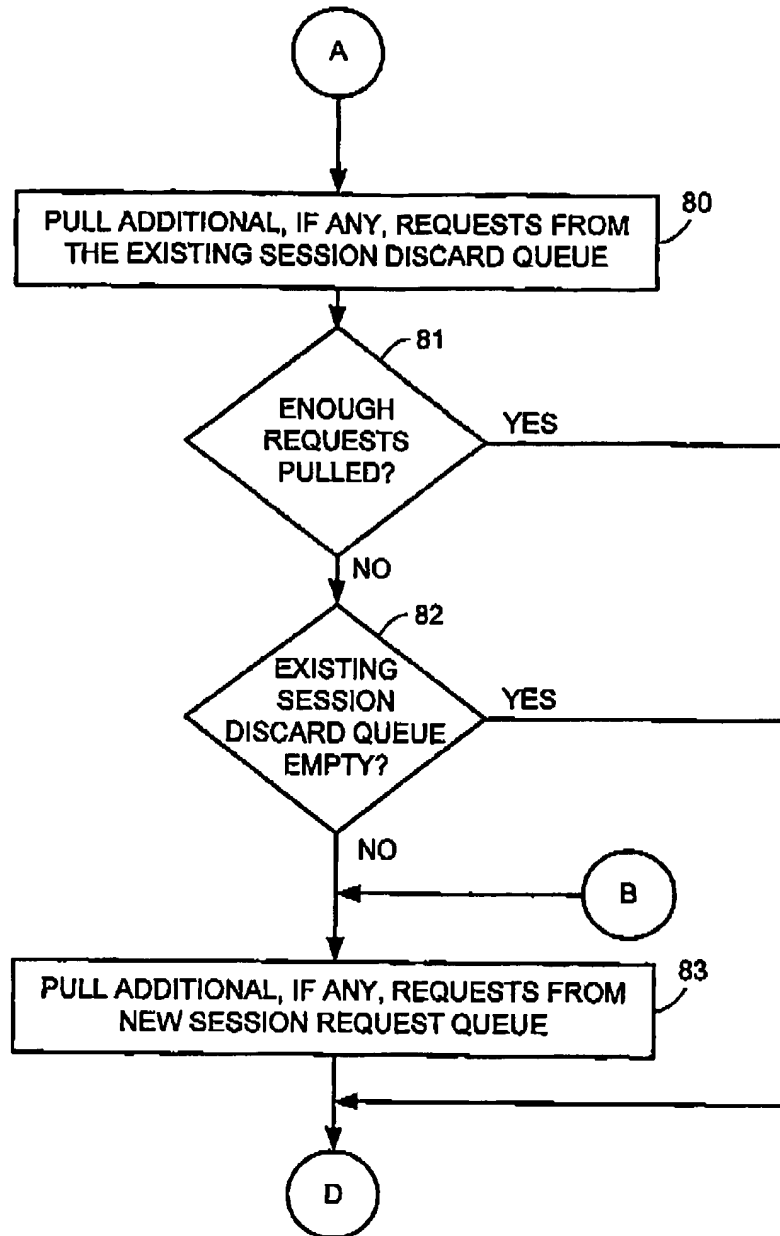 A
PULL ADDITIONAL, IF ANY, REQUESTS FROM
THE EXISTING SESSION DISCARD QUEUE
80
81
ENOUGH
REQUESTS
PULLED?
YES
NO
82
EXISTING
SESSION
DISCARD QUEUE
EMPTY?
YES
NO
B
PULL ADDITIONAL, IF ANY, REQUESTS FROM
NEW SESSION REQUEST QUEUE
83
D